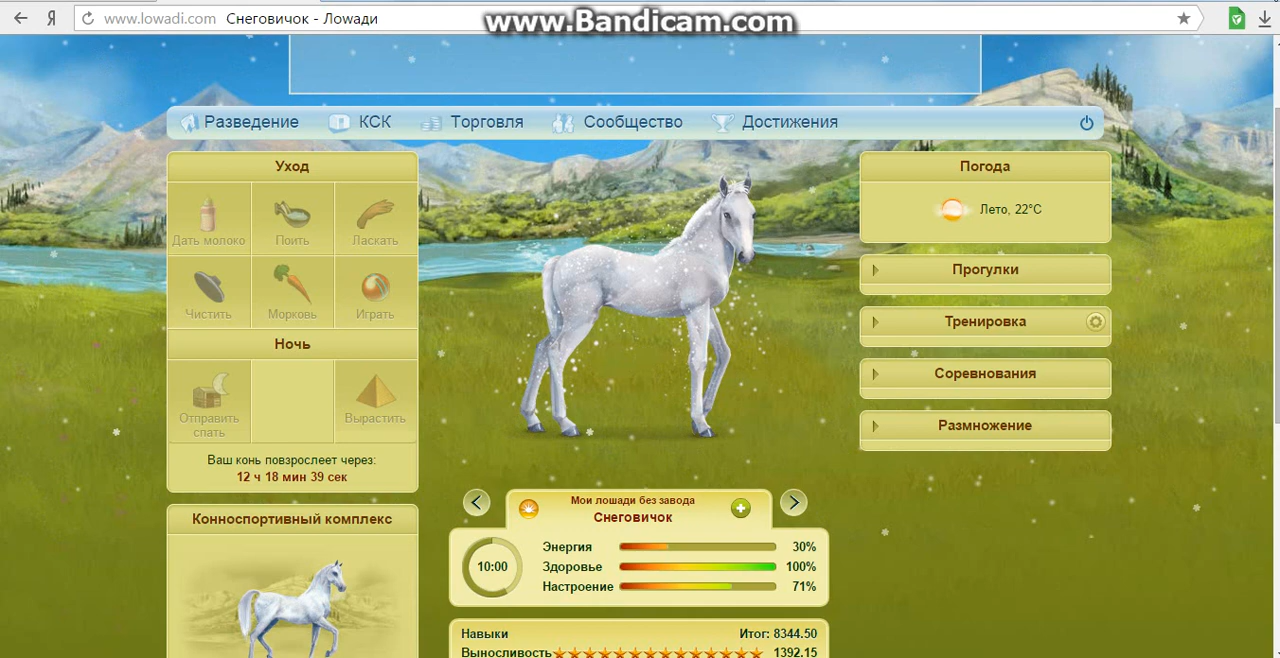 Я www.lowadi.com Снеговичок - Лошади
www.Bandicam.com
Разведение КСК Торговля Сообщество Достижения
Уход
Дать молоко Поить Ласкать
Чистить Морковь Играть
Ночь
Отправить спать Вырастить
Ваш конь повзрослеет через:
12 ч 18 мин 39 сек
Конноспортивный комплекс
Мои лошади без завода
Снеговичок
10:00
Энергия 30%
Здоровье 100%
Настроение 71%
Навыки Итог: 8344.50
Выносливость 1392.15
Погода
Лето, 22°C
Прогулки
Тренировка
Соревнования
Размножение